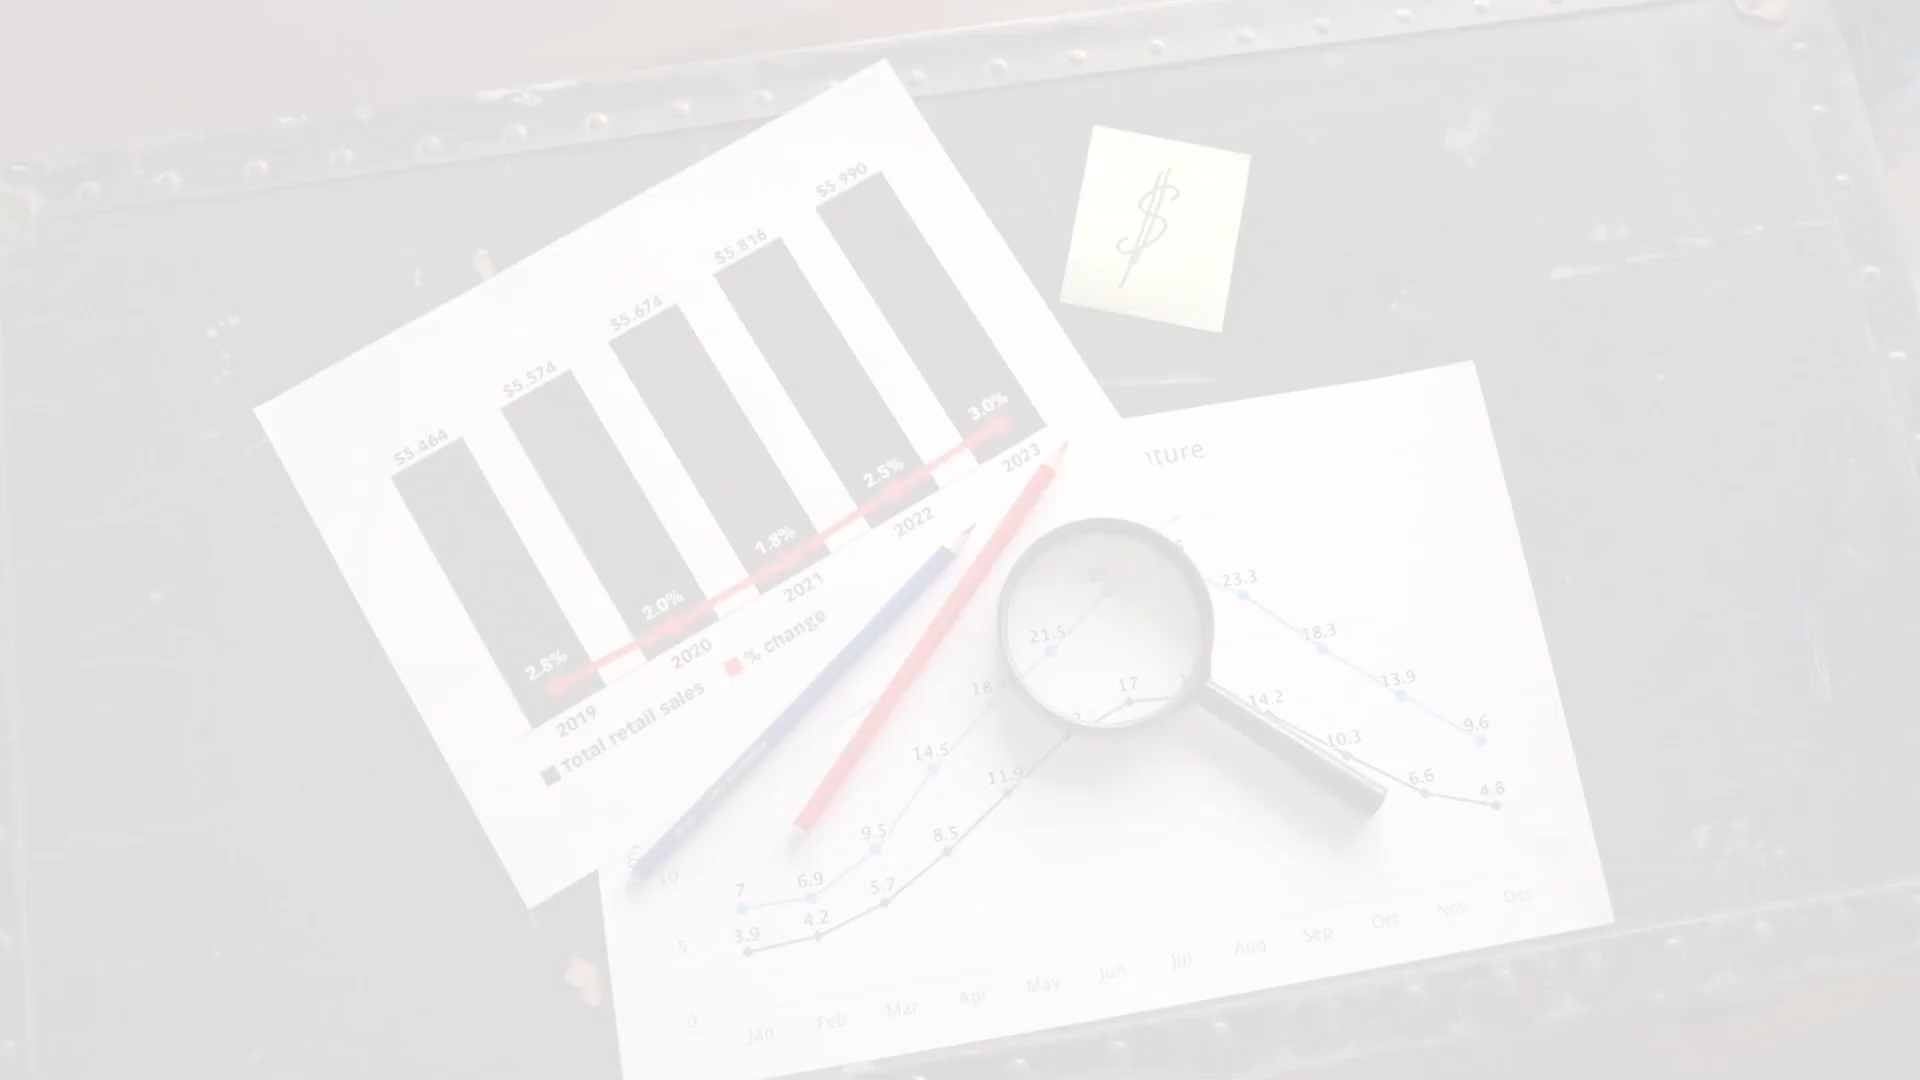 $5.464
$5.574
$5.674
$5.816
$5.990
2.8%
2.0%
1.8%
2.5%
3.0%
2019
2020
2021
2022
2023
Total retail sales
% change
$
23.3
21.5
18.3
14.5
17
14.2
13.9
11.9
10.3
9.6
9.5
8.5
7
6.9
6.6
5.7
4.8
4.2
3.9
10
5
0
Jan
Feb
Mar
Apr
May
Jun
Jul
Aug
Sep
Oct
Nov
Dec